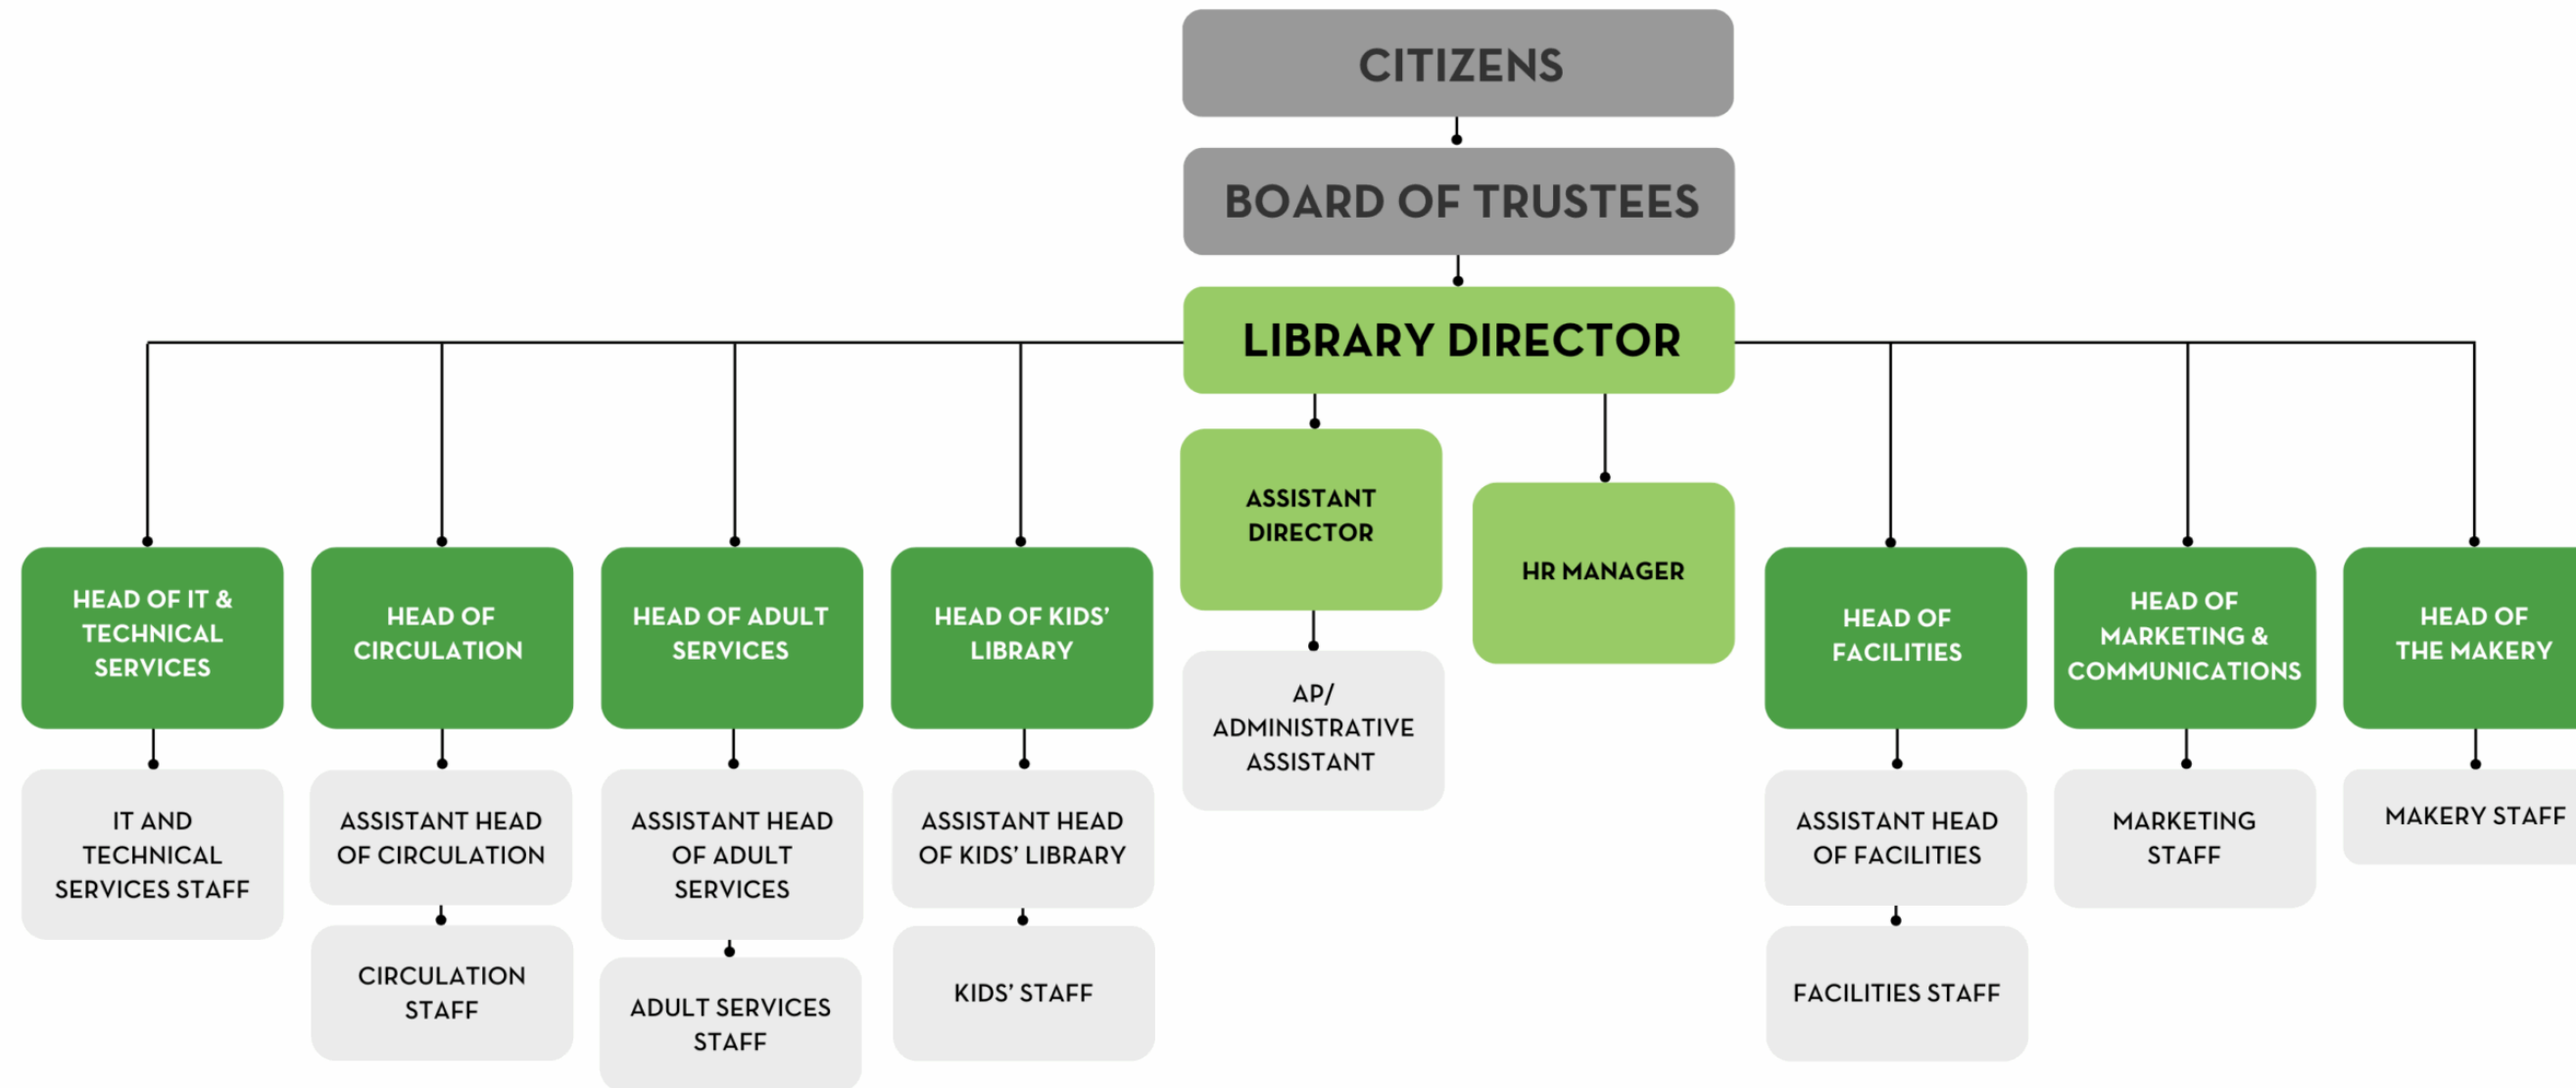 CITIZENS
BOARD OF TRUSTEES
LIBRARY DIRECTOR
ASSISTANT
DIRECTOR
HR MANAGER
HEAD OF IT &
TECHNICAL
SERVICES
HEAD OF
CIRCULATION
HEAD OF ADULT
SERVICES
HEAD OF KIDS’
LIBRARY
HEAD OF
FACILITIES
HEAD OF
MARKETING &
COMMUNICATIONS
HEAD OF
THE MAKERY
AP/
ADMINISTRATIVE
ASSISTANT
IT AND
TECHNICAL
SERVICES STAFF
ASSISTANT HEAD
OF CIRCULATION
ASSISTANT HEAD
OF ADULT
SERVICES
ASSISTANT HEAD
OF KIDS’ LIBRARY
ASSISTANT HEAD
OF FACILITIES
MARKETING
STAFF
MAKERY STAFF
CIRCULATION
STAFF
ADULT SERVICES
STAFF
KIDS’ STAFF
FACILITIES STAFF